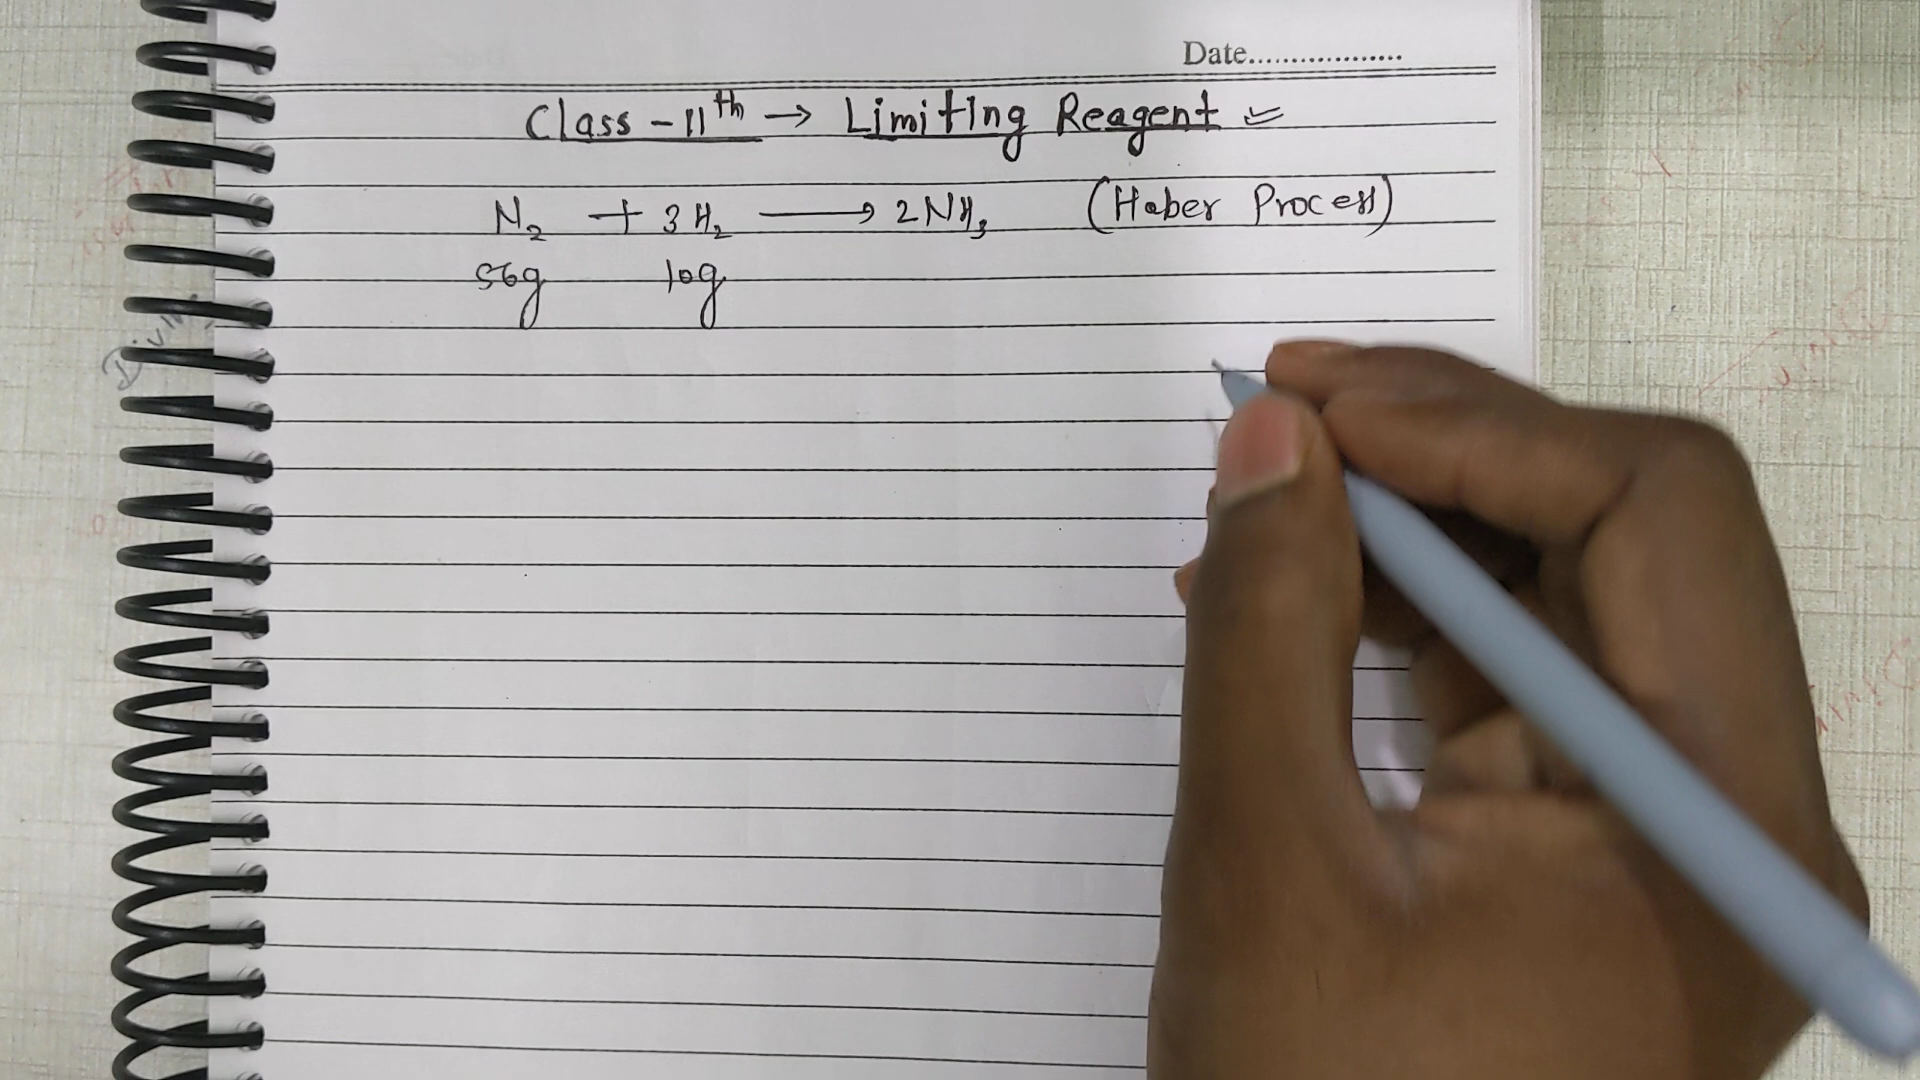 Date..................
Class - 11th → Limiting Reagent
N2 + 3H2 → 2NH3 (Haber Process)
56g 10g